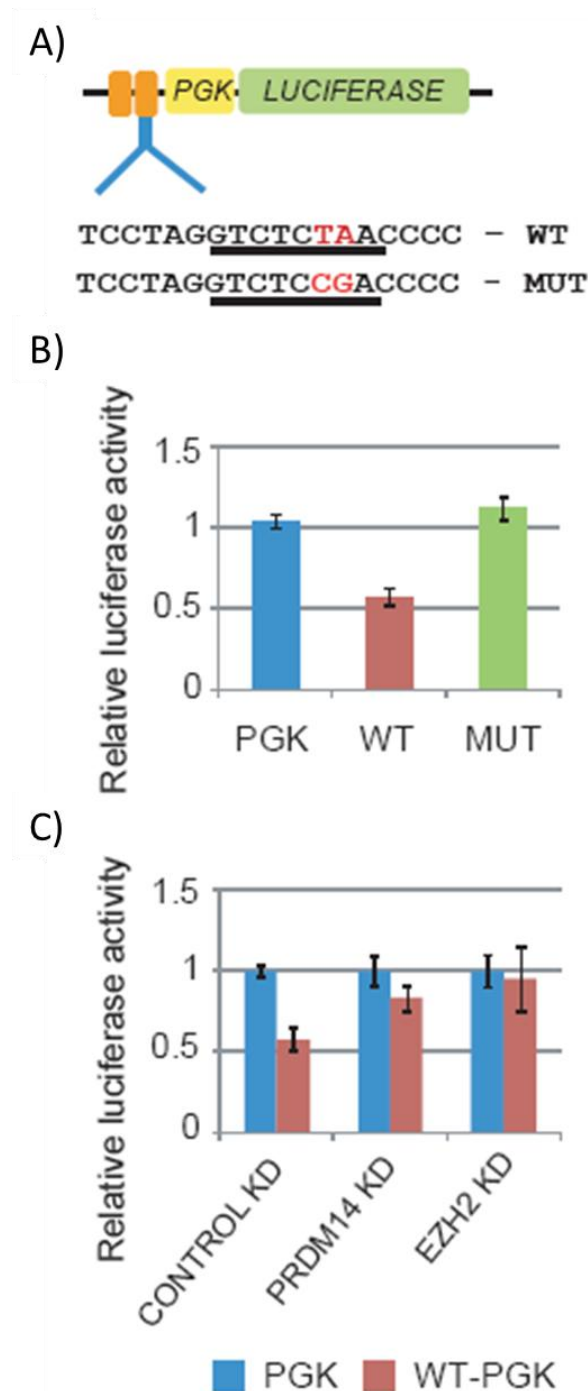 A)
PGK LUCIFERASE
TCCTAGGTCTCTAACCCC – WT
TCCTAGGTCTCCGACCCC – MUT
B)
Relative luciferase activity
1.5
1
0.5
0
PGK WT MUT
C)
Relative luciferase activity
1.5
1
0.5
0
CONTROL KD
PRDM14 KD
EZH2 KD
PGK WT-PGK